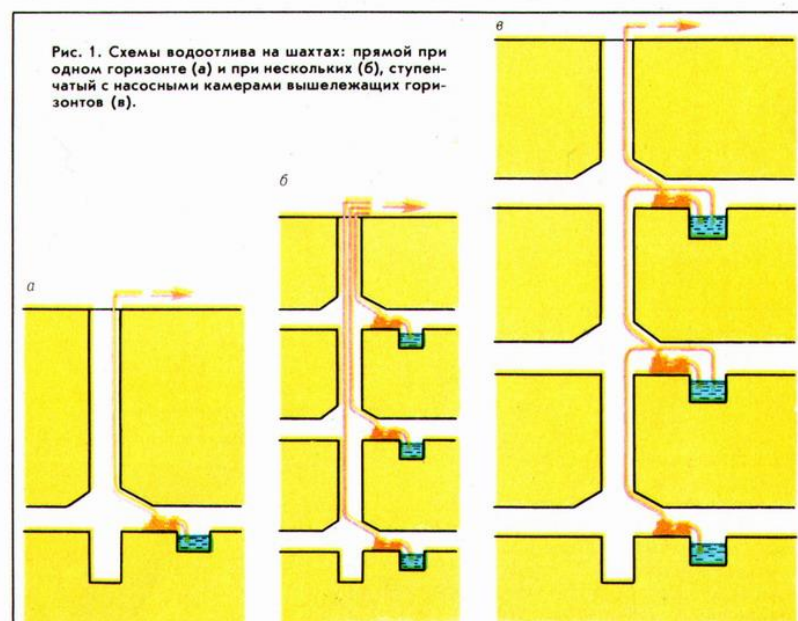 Рис. 1. Схемы водоотлива на шахтах: прямой при
одном горизонте (а) и при нескольких (б), ступен-
чатый с насосными камерами вышележащих гори-
зонтов (в).
а
б
в